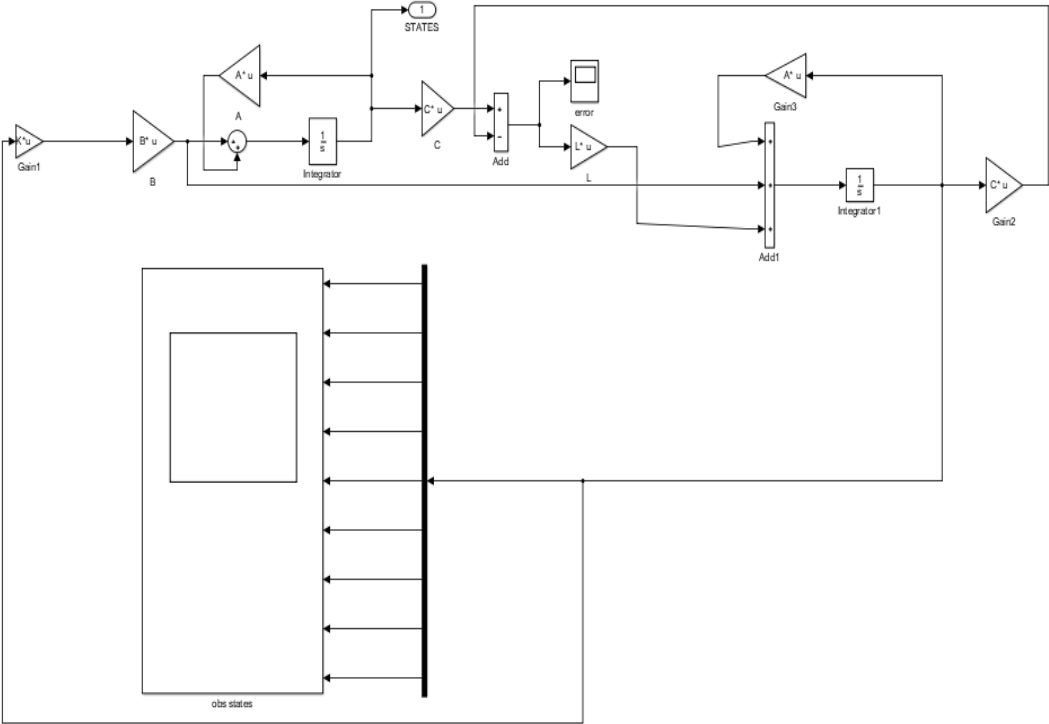 1
STATES
A* u
A
A* u
Gain3
C* u
C
+
-
Add
error
K*u
Gain1
B* u
B
+
+
1
s
Integrator
L* u
L
+
+
+
Add1
1
s
Integrator1
C* u
Gain2
obs states